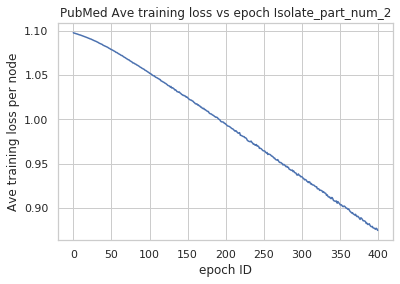 PubMed Ave training loss vs epoch Isolate_part_num_2
Ave training loss per node
1.10
1.05
1.00
0.95
0.90
0 50 100 150 200 250 300 350 400
epoch ID